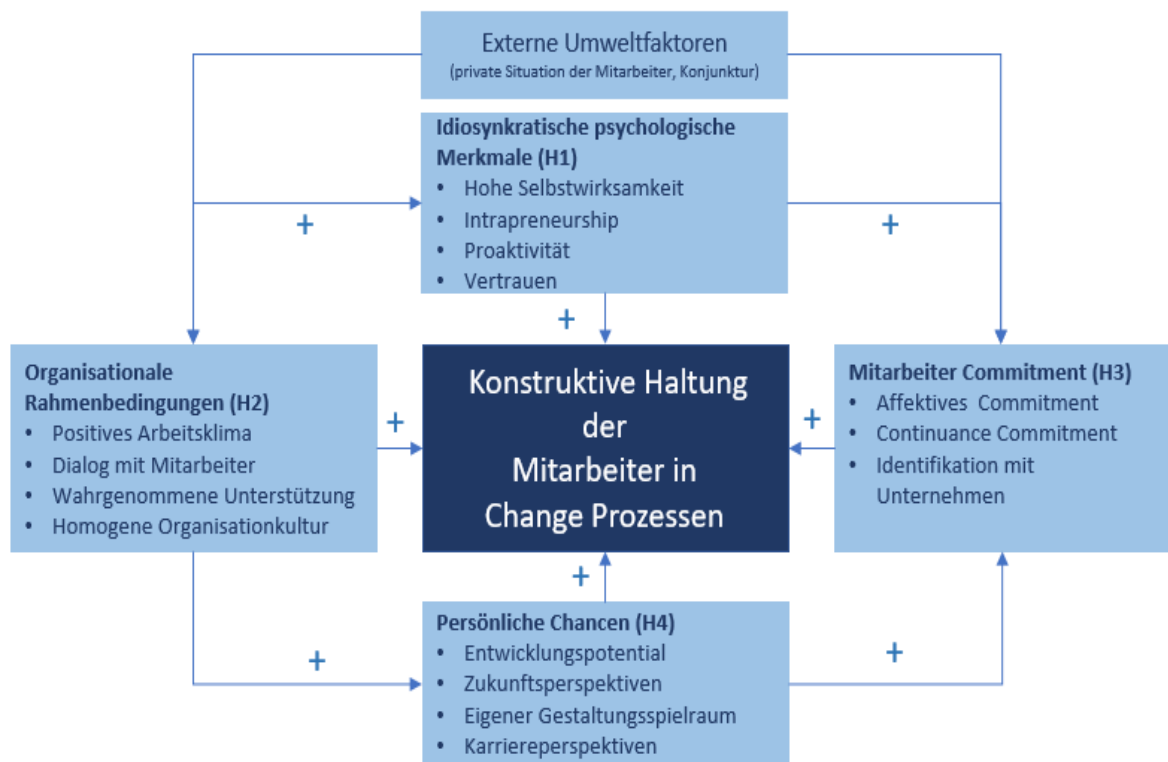 Externe Umweltfaktoren
(private Situation der Mitarbeiter, Konjunktur)
Idiosynkratische psychologische
Merkmale (H1)
• Hohe Selbstwirksamkeit
• Intrapreneurship
• Proaktivität
• Vertrauen
+
+
+
Organisationale
Rahmenbedingungen (H2)
• Positives Arbeitsklima
• Dialog mit Mitarbeiter
• Wahrgenommene Unterstützung
• Homogene Organisationkultur
+
Konstruktive Haltung
der
Mitarbeiter in
Change Prozessen
+
Mitarbeiter Commitment (H3)
• Affektives Commitment
• Continuance Commitment
• Identifikation mit
Unternehmen
+
Persönliche Chancen (H4)
• Entwicklungspotential
• Zukunftsperspektiven
• Eigener Gestaltungsspielraum
• Karriereperspektiven
+
+